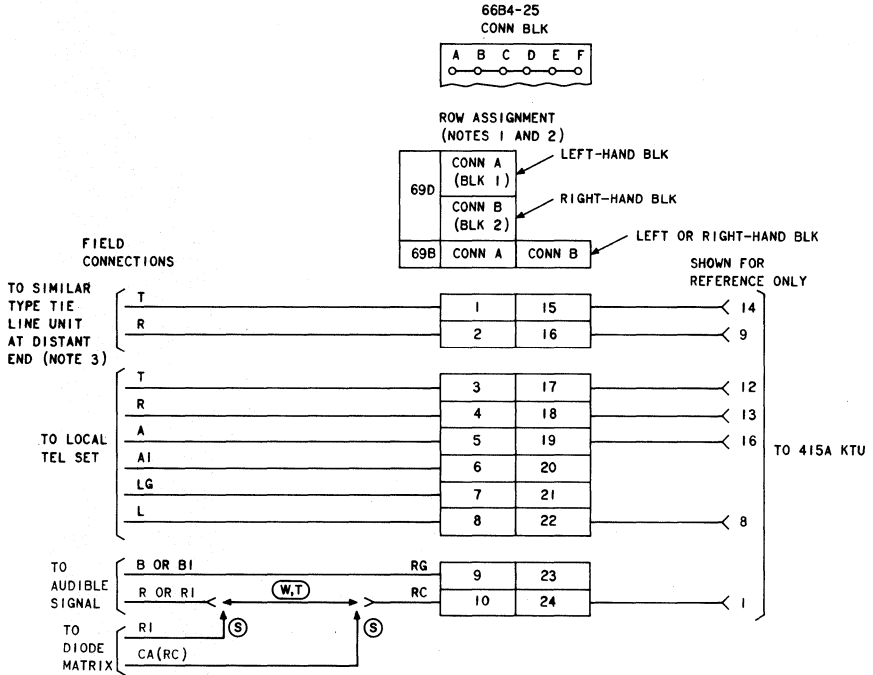 66B4-25
CONN BLK
A B C D E F
ROW ASSIGNMENT
(NOTES 1 AND 2)
69D
CONN A
(BLK 1)
LEFT-HAND BLK
CONN B
(BLK 2)
RIGHT-HAND BLK
69B CONN A CONN B
LEFT OR RIGHT-HAND BLK
FIELD
CONNECTIONS
SHOWN FOR
REFERENCE ONLY
TO SIMILAR
TYPE TIE
LINE UNIT
AT DISTANT
END (NOTE 3)
T 1 15 14
R 2 16 9
TO LOCAL
TEL SET
T 3 17 12
R 4 18 13
A 5 19 16
A1 6 20
LG 7 21
L 8 22 8
TO 415A KTU
TO
AUDIBLE
SIGNAL
B OR B1 RG 9 23
R OR R1 W,T RC 10 24 1
TO
DIODE
MATRIX
R1 S S
CA(RC)